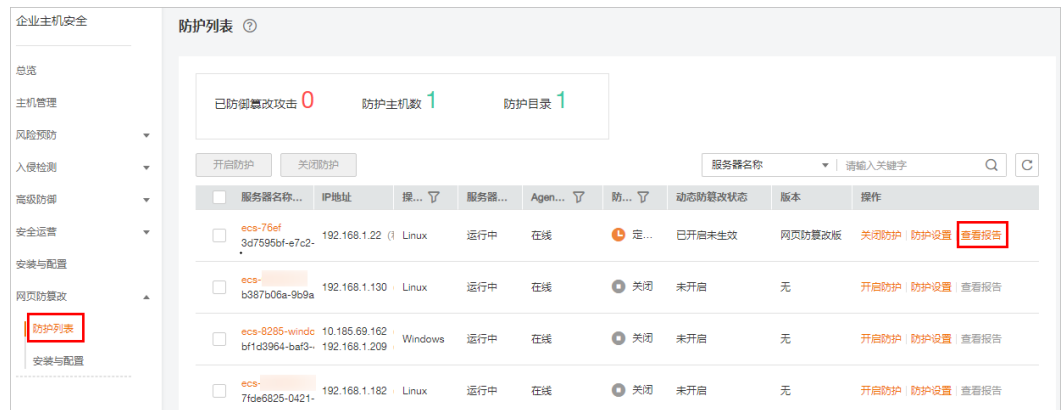 企业主机安全
总览
主机管理
风险预防
入侵检测
高级防御
安全运营
安装与配置
网页防篡改
防护列表
安装与配置
防护列表
已防御篡改攻击 0 防护主机数 1 防护目录 1
开启防护 关闭防护 服务器名称 请输入关键字
服务器名称... IP地址 操... 服务器... Agen... 防... 动态防篡改状态 版本 操作
ecs-76ef
3d7595bf-e7c2- 192.168.1.22 Linux 运行中 在线 定... 已开启未生效 网页防篡改版 关闭防护 防护设置 查看报告
ecs-
b387b06a-9b9a 192.168.1.130 Linux 运行中 在线 关闭 未开启 无 开启防护 防护设置 查看报告
ecs-8285-windc 10.185.69.162
bf1d3964-baf3- 192.168.1.209 Windows 运行中 在线 关闭 未开启 无 开启防护 防护设置 查看报告
ecs-
7fde6825-0421- 192.168.1.182 Linux 运行中 在线 关闭 未开启 无 开启防护 防护设置 查看报告